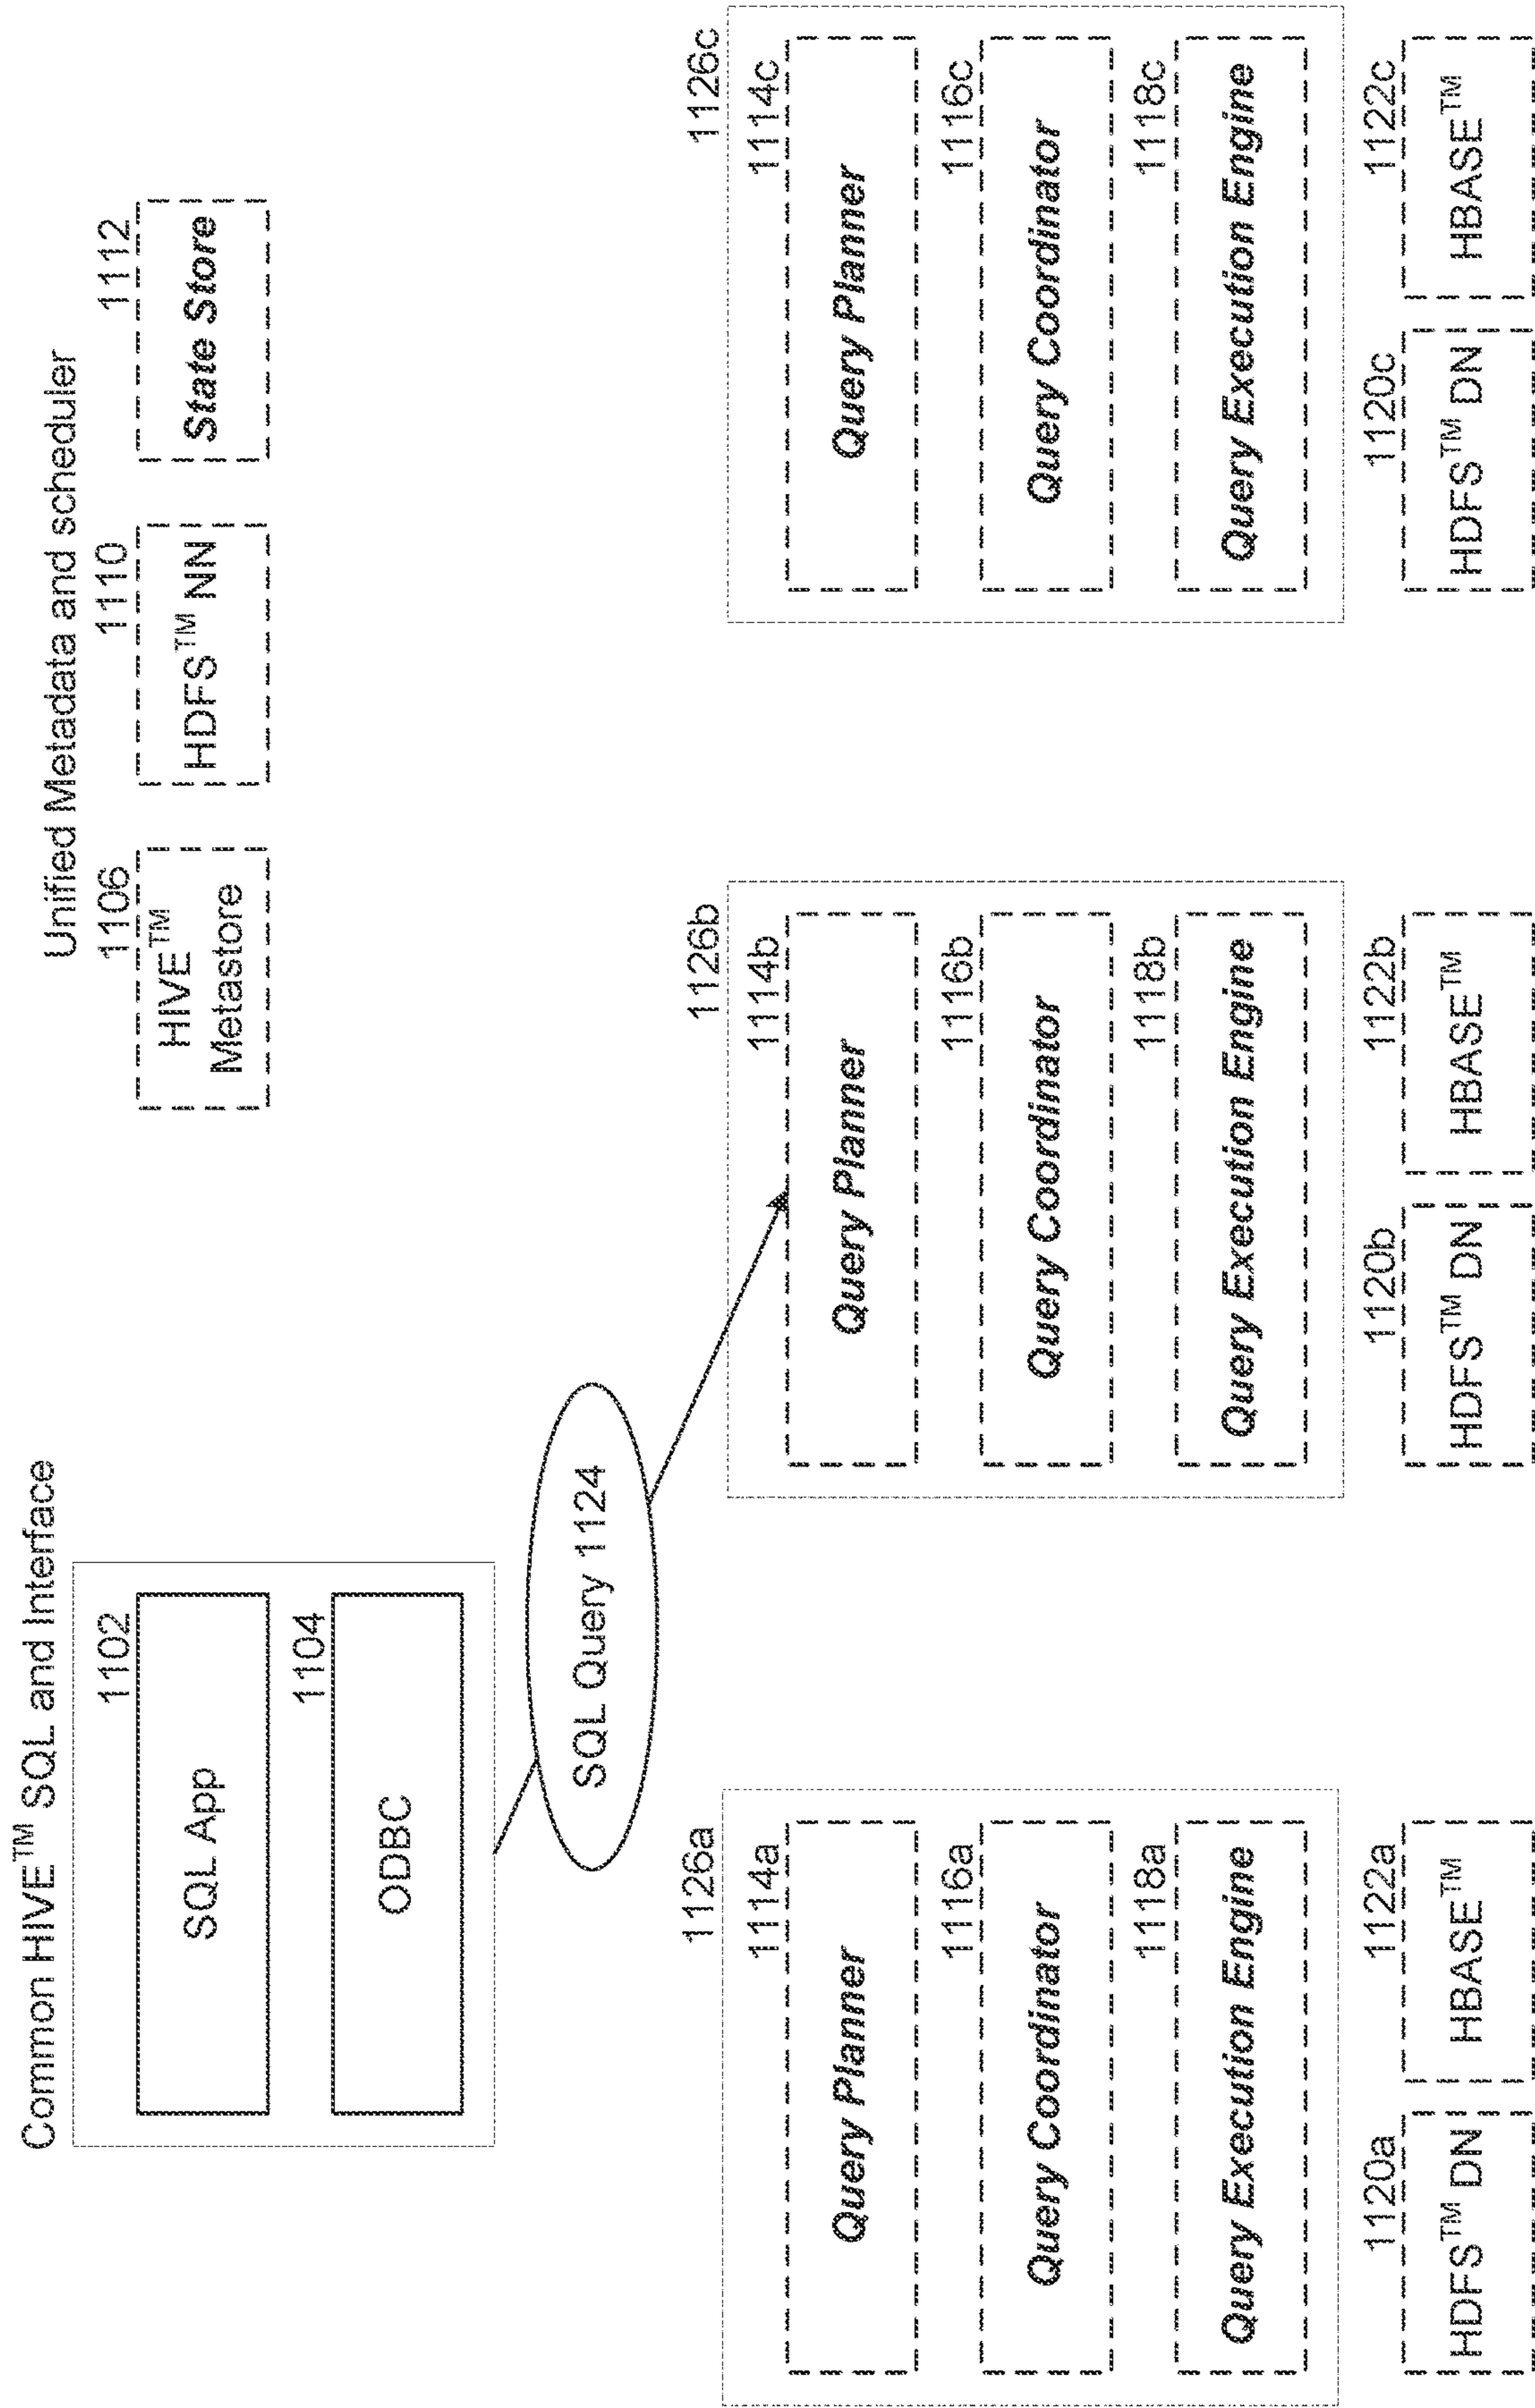 Common HIVE™ SQL and Interface
1102
SQL App
1104
ODBC
Unified Metadata and scheduler
1106
HIVE™
Metastore
1110
HDFS™ NN
1112
State Store
SQL Query 1124
1126a
1114a
Query Planner
1116a
Query Coordinator
1118a
Query Execution Engine
1120a
HDFS™ DN
1122a
HBASE™
1126b
1114b
Query Planner
1116b
Query Coordinator
1118b
Query Execution Engine
1120b
HDFS™ DN
1122b
HBASE™
1126c
1114c
Query Planner
1116c
Query Coordinator
1118c
Query Execution Engine
1120c
HDFS™ DN
1122c
HBASE™